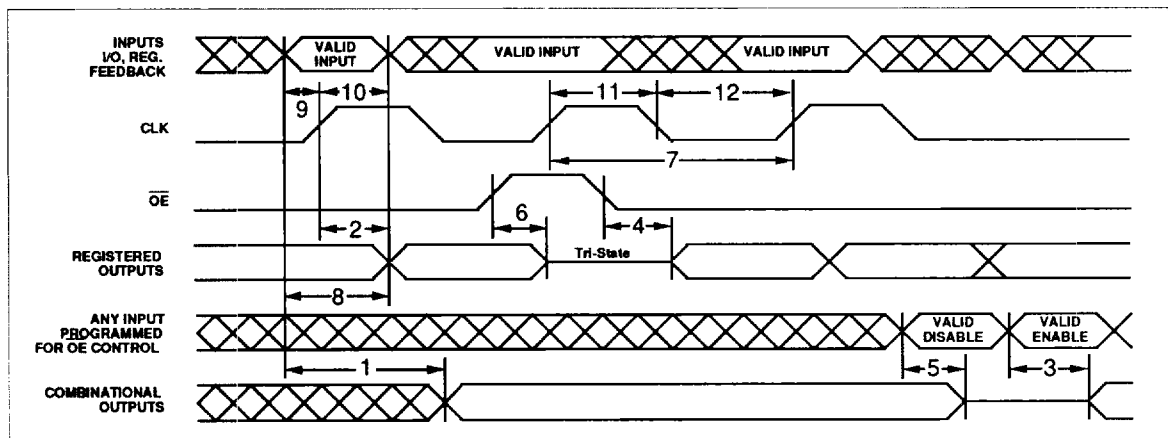 INPUTS
I/O, REG.
FEEDBACK
VALID
INPUT
VALID INPUT
VALID INPUT
9
10
11
12
CLK
7
OE
6
4
2
REGISTERED
OUTPUTS
Tri-State
8
ANY INPUT
PROGRAMMED
FOR OE CONTROL
VALID
DISABLE
VALID
ENABLE
1
5
3
COMBINATIONAL
OUTPUTS